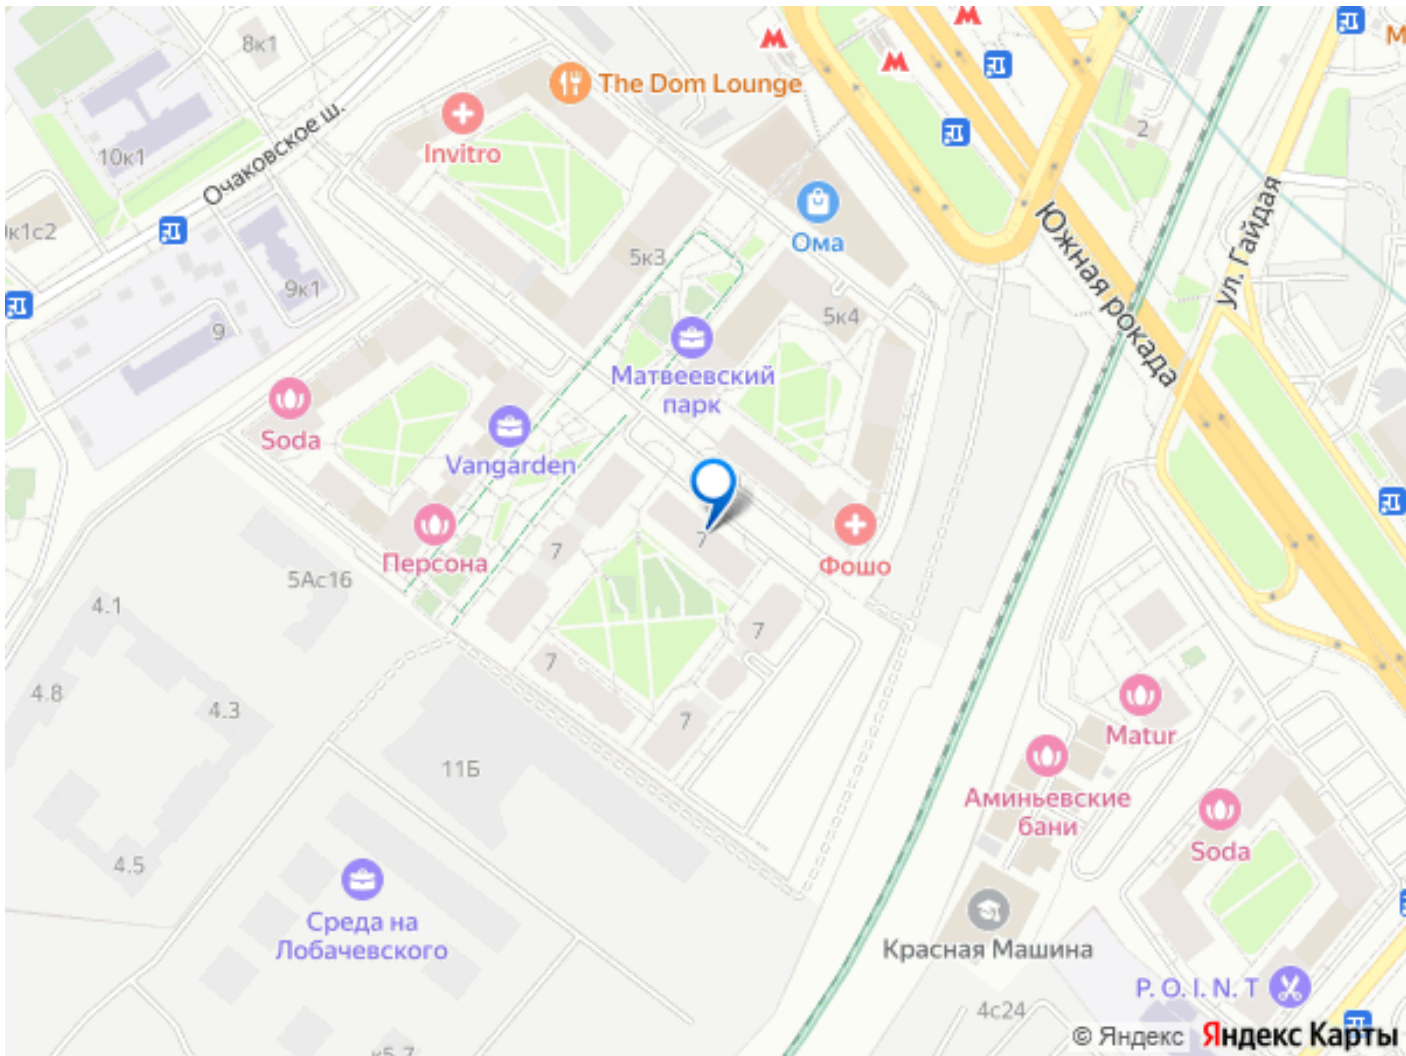 8к1
The Dom Lounge
Invitro
10к1
Очаковское ш.
2
к1с2
9к1
9
5к3
Ома
Южная рокада
ул. Гайдая
5к4
Матвеевский
парк
Soda
Vangarden
Персона
7
7
Фошо
5Ас16
4.1
7
7
7
4.8
4.3
11Б
Matur
Аминьевские
бани
Soda
4.5
Среда на
Лобачевского
Красная Машина
P. O. I. N. T
4с24
к5.7
© Яндекс Яндекс Карты